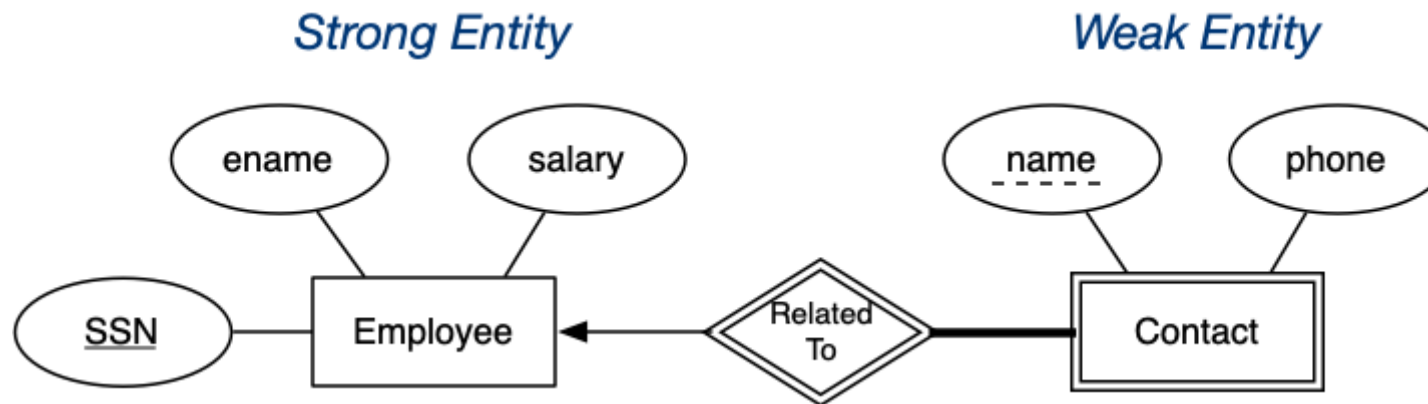 Strong Entity
Weak Entity
ename
salary
name
phone
SSN
Employee
Related
To
Contact